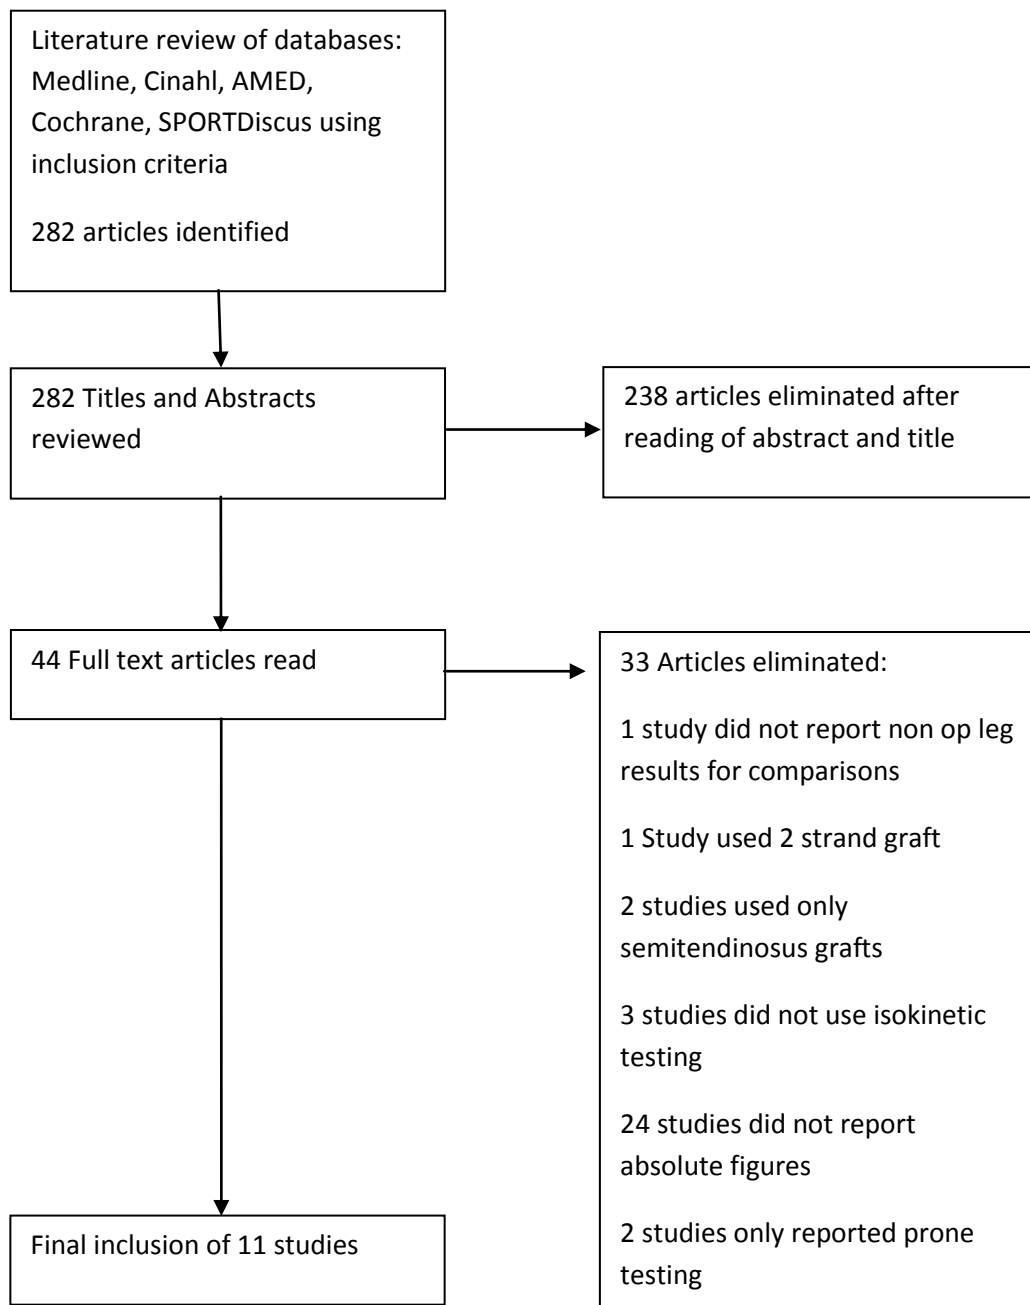 Literature review of databases:
Medline, Cinahl, AMED,
Cochrane, SPORTDiscus using
inclusion criteria
282 articles identified
282 Titles and Abstracts
reviewed
238 articles eliminated after
reading of abstract and title
44 Full text articles read
33 Articles eliminated:
1 study did not report non op leg
results for comparisons
1 Study used 2 strand graft
2 studies used only
semitendinosus grafts
3 studies did not use isokinetic
testing
24 studies did not report
absolute figures
2 studies only reported prone
testing
Final inclusion of 11 studies